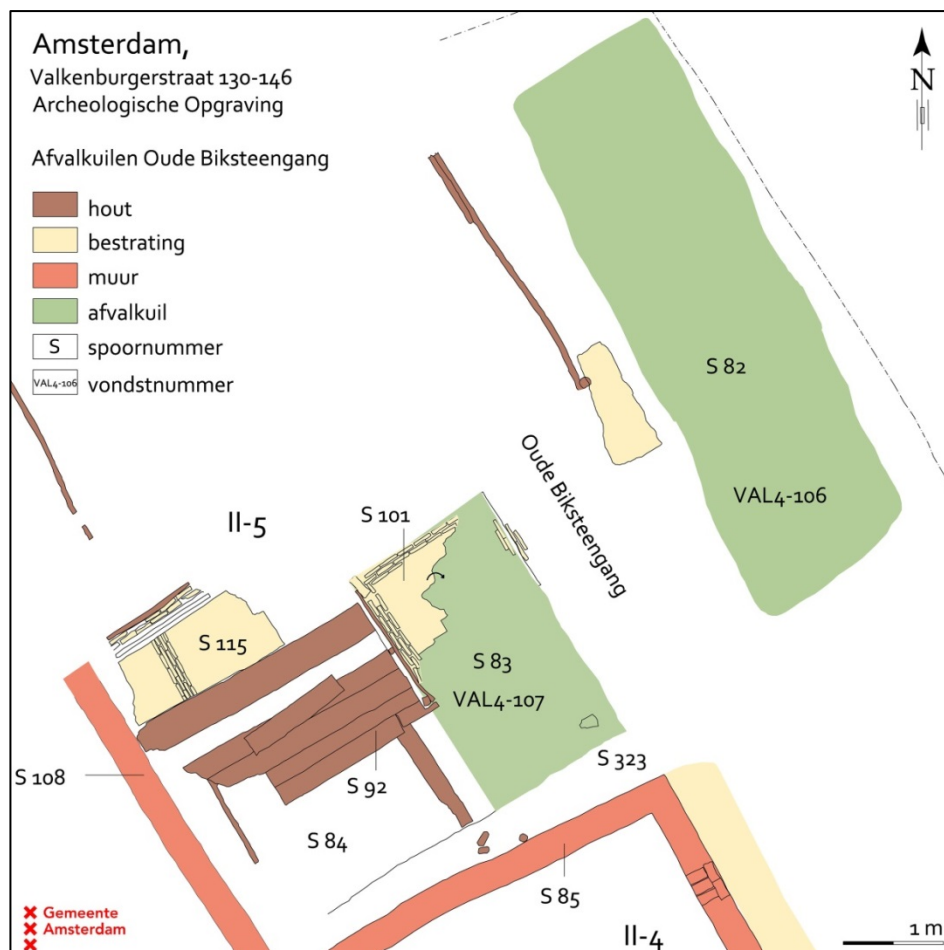 Amsterdam,
Valkenburgerstraat 130-146
Archeologische Opgraving
N
Afvalkuilen Oude Biksteengang
hout
bestrating
muur
afvalkuil
S spoornummer
VAL4-106 vondstnummer
S 82
VAL4-106
Oude Biksteengang
II-5
S 101
S 115
S 83
VAL4-107
S 108
S 92
S 323
S 84
S 85
II-4
Gemeente
Amsterdam
1 m